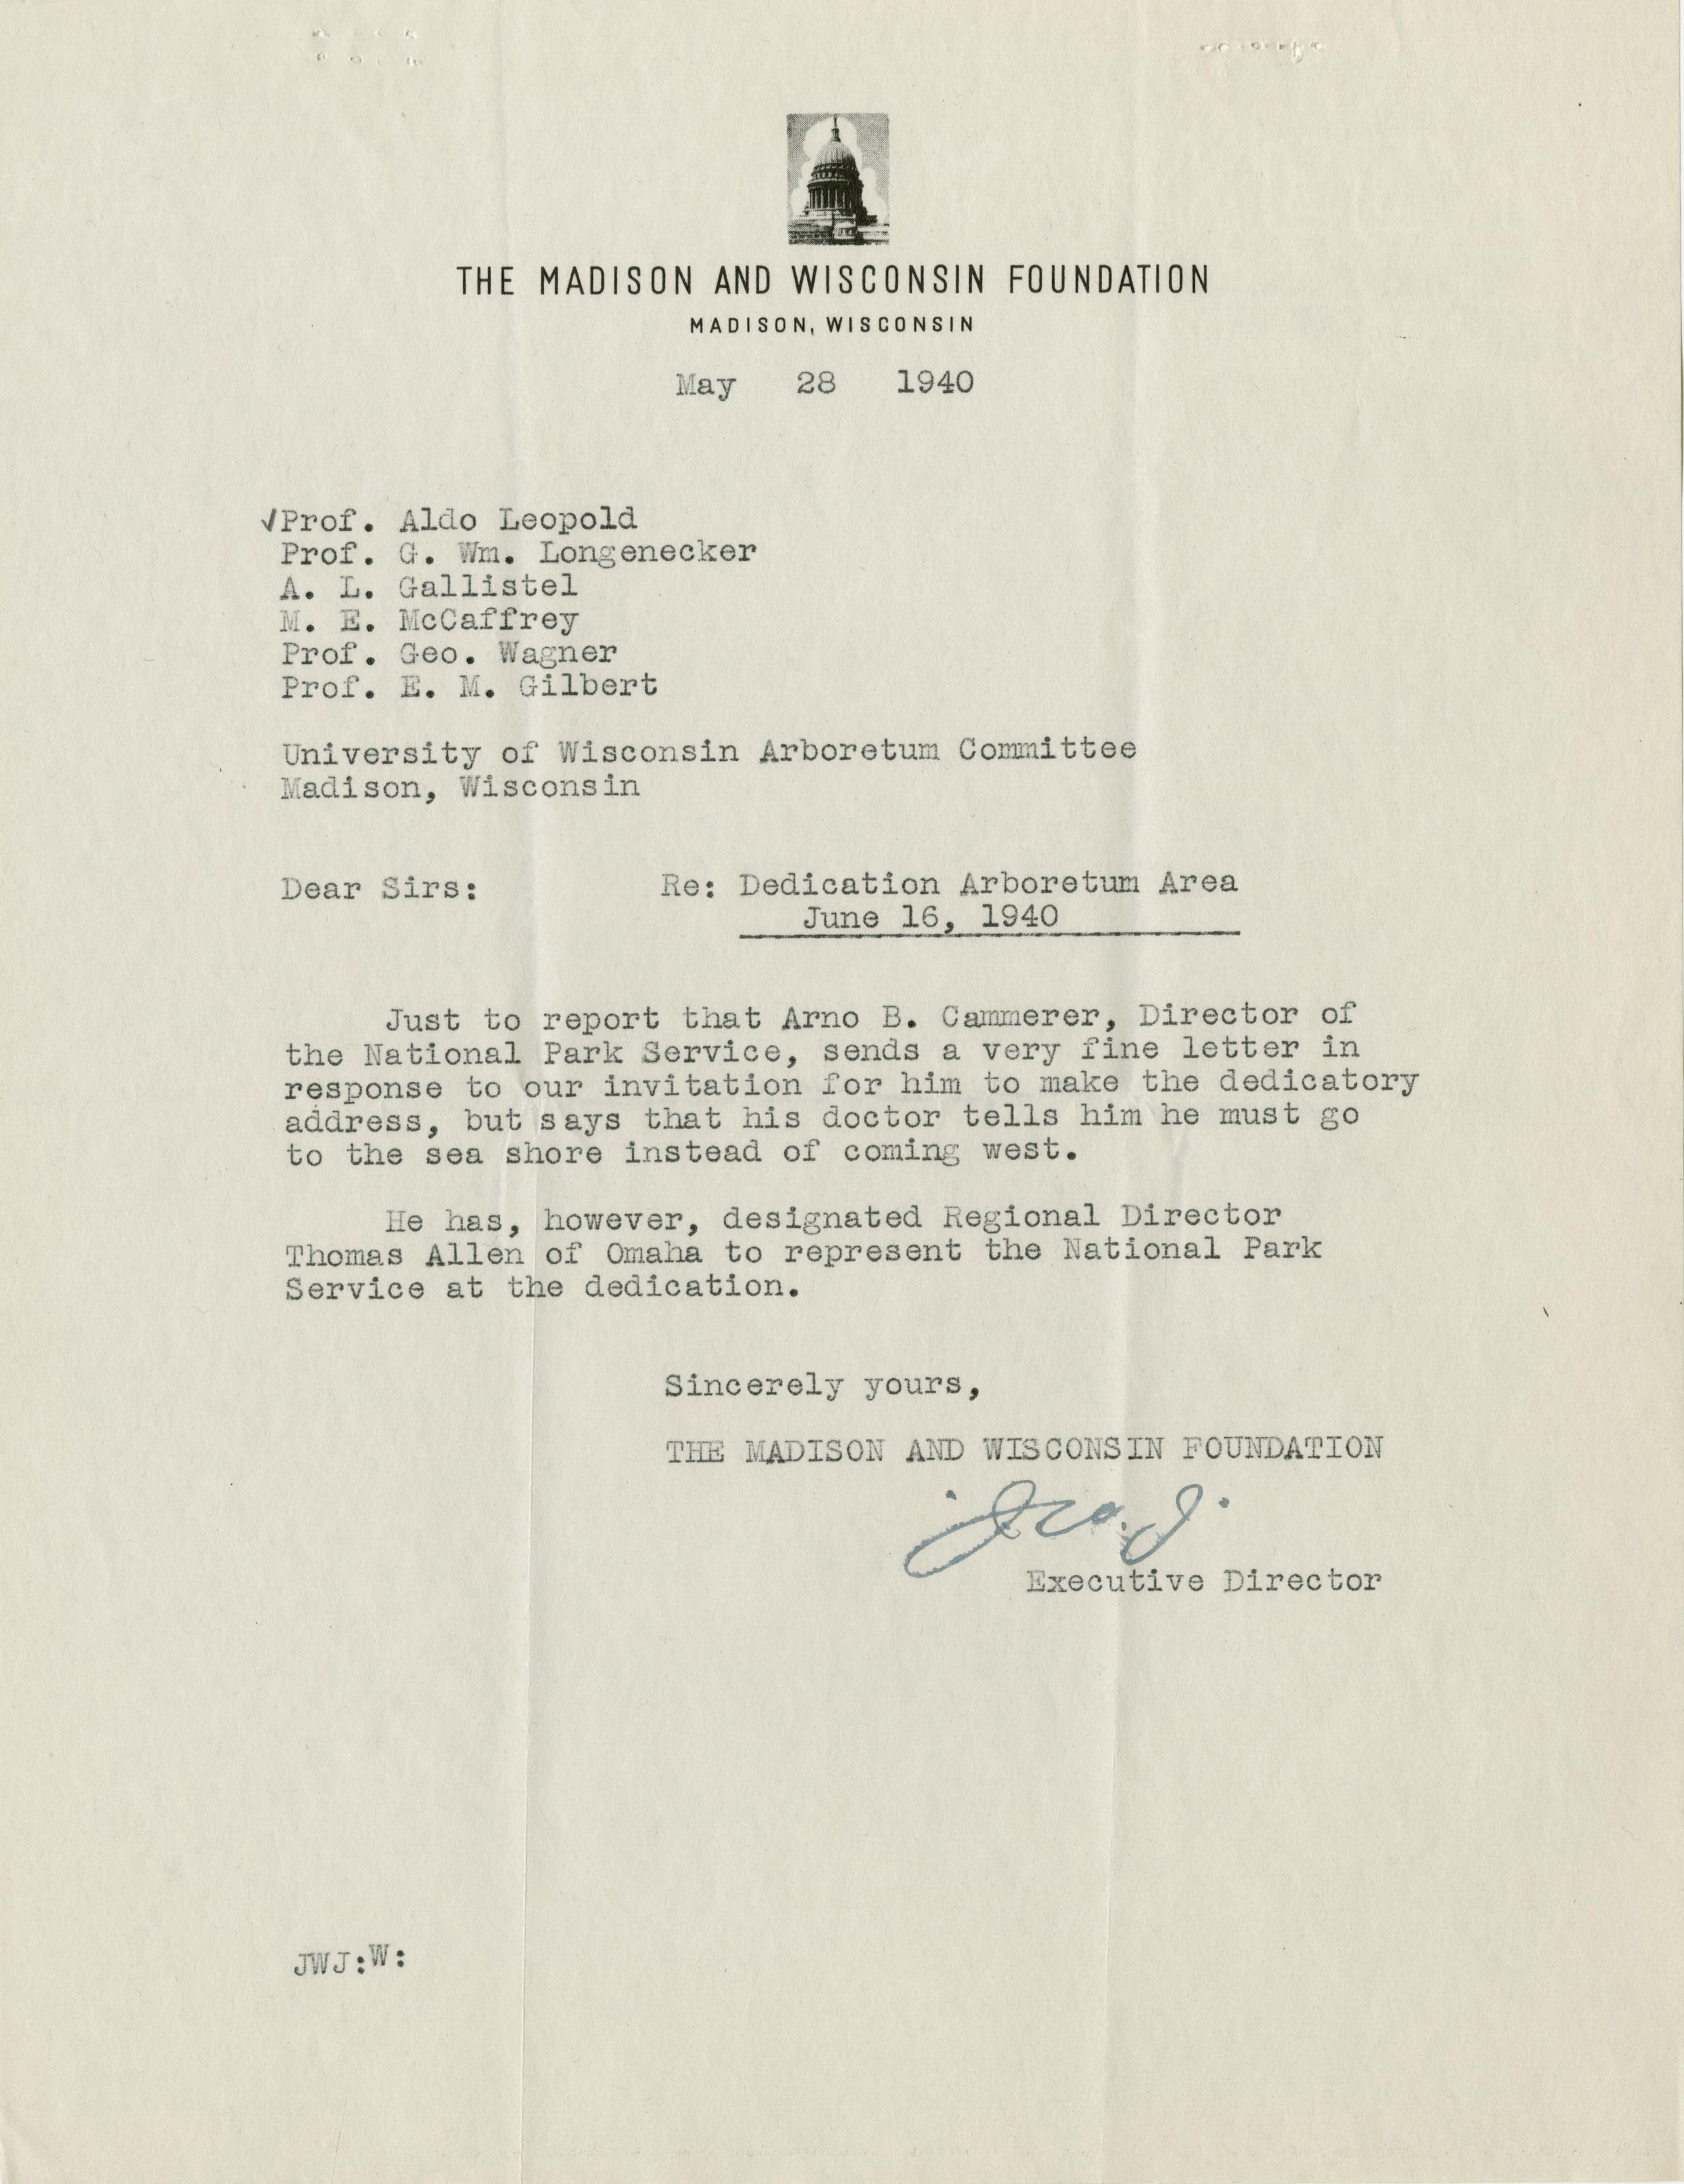 THE MADISON AND WISCONSIN FOUNDATION
MADISON, WISCONSIN
May 28 1940
✓Prof. Aldo Leopold
Prof. G. Wm. Longenecker
A. L. Gallistel
M. E. McCaffrey
Prof. Geo. Wagner
Prof. E. M. Gilbert
University of Wisconsin Arboretum Committee
Madison, Wisconsin
Dear Sirs: Re: Dedication Arboretum Area
June 16, 1940
Just to report that Arno B. Cammerer, Director of
the National Park Service, sends a very fine letter in
response to our invitation for him to make the dedicatory
address, but says that his doctor tells him he must go
to the sea shore instead of coming west.
He has, however, designated Regional Director
Thomas Allen of Omaha to represent the National Park
Service at the dedication.
Sincerely yours,
THE MADISON AND WISCONSIN FOUNDATION
J.W.J.
Executive Director
JWJ:W: